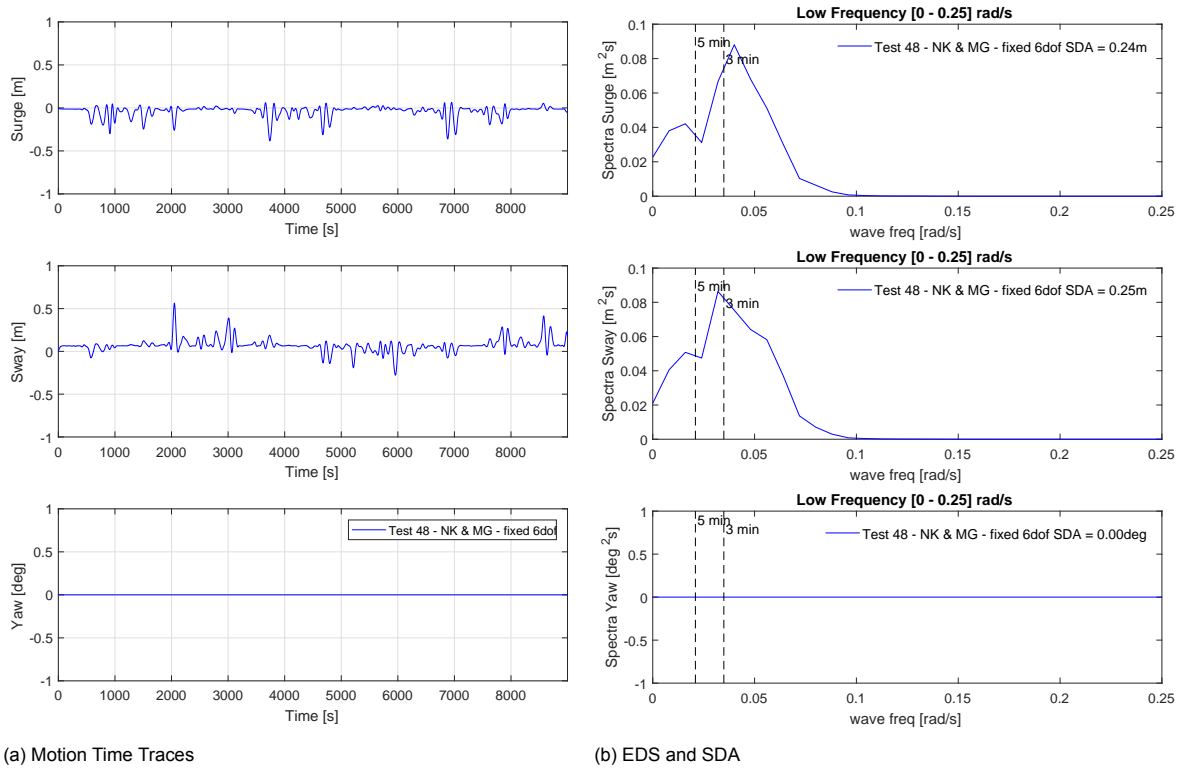 1
0.5
0
-0.5
-1
Surge [m]
0 1000 2000 3000 4000 5000 6000 7000 8000
Time [s]
Low Frequency [0 - 0.25] rad/s
0.1
0.08
0.06
0.04
0.02
0
Spectra Surge [m ²s]
5 min
3 min
Test 48 - NK & MG - fixed 6dof SDA = 0.24m
0 0.05 0.1 0.15 0.2 0.25
wave freq [rad/s]
1
0.5
0
-0.5
-1
Sway [m]
0 1000 2000 3000 4000 5000 6000 7000 8000
Time [s]
Low Frequency [0 - 0.25] rad/s
0.1
0.08
0.06
0.04
0.02
0
Spectra Sway [m ²s]
5 min
3 min
Test 48 - NK & MG - fixed 6dof SDA = 0.25m
0 0.05 0.1 0.15 0.2 0.25
wave freq [rad/s]
1
0.5
0
-0.5
-1
Yaw [deg]
Test 48 - NK & MG - fixed 6dof
0 1000 2000 3000 4000 5000 6000 7000 8000
Time [s]
Low Frequency [0 - 0.25] rad/s
1
0.5
0
-0.5
-1
Spectra Yaw [deg ²s]
5 min
3 min
Test 48 - NK & MG - fixed 6dof SDA = 0.00deg
0 0.05 0.1 0.15 0.2 0.25
wave freq [rad/s]
(a) Motion Time Traces
(b) EDS and SDA